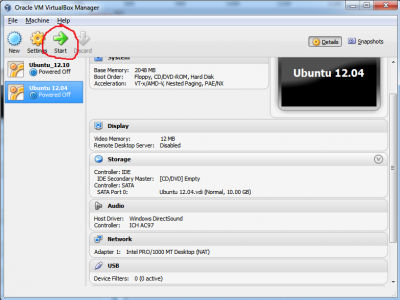 Oracle VM VirtualBox Manager
File Machine Help
New Settings Start Discard
Details Snapshots
Ubuntu_12.10
Powered Off
Ubuntu 12.04
Powered Off
System
Base Memory: 2048 MB
Boot Order: Floppy, CD/DVD-ROM, Hard Disk
Acceleration: VT-x/AMD-V, Nested Paging, PAE/NX
Ubuntu 12.04
Display
Video Memory: 12 MB
Remote Desktop Server: Disabled
Storage
Controller: IDE
IDE Secondary Master: [CD/DVD] Empty
Controller: SATA
SATA Port 0: Ubuntu 12.04.vdi (Normal, 10.00 GB)
Audio
Host Driver: Windows DirectSound
Controller: ICH AC97
Network
Adapter 1: Intel PRO/1000 MT Desktop (NAT)
USB
Device Filters: 0 (0 active)